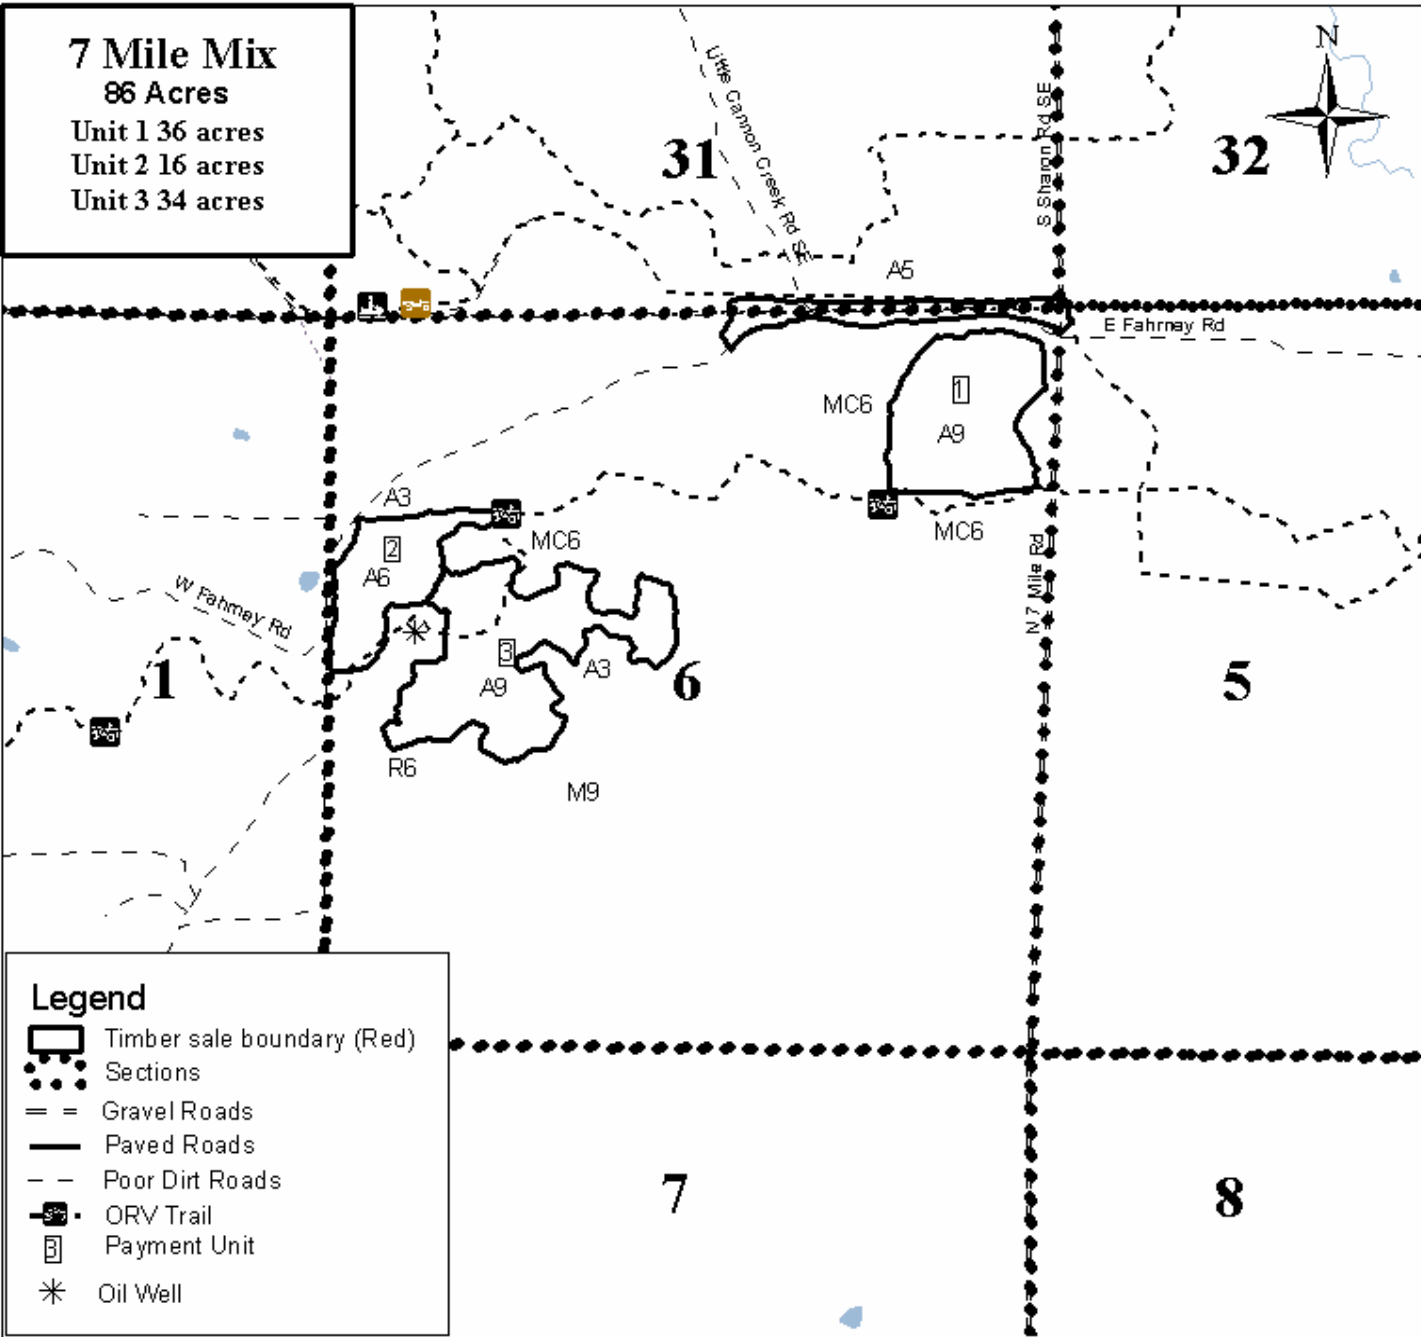 7 Mile Mix
86 Acres
Unit 1 36 acres
Unit 2 16 acres
Unit 3 34 acres
N
31
32
Little Cannon Creek Rd SE
S Sharon Rd SE
A5
E Fahrney Rd
1
MC6
A9
A3
2
MC6
MC6
A6
W Fahrney Rd
N 7 Mile Rd
3
A3
A9
1
6
5
R6
M9
Legend
Timber sale boundary (Red)
Sections
Gravel Roads
Paved Roads
Poor Dirt Roads
ORV Trail
3 Payment Unit
Oil Well
7
8